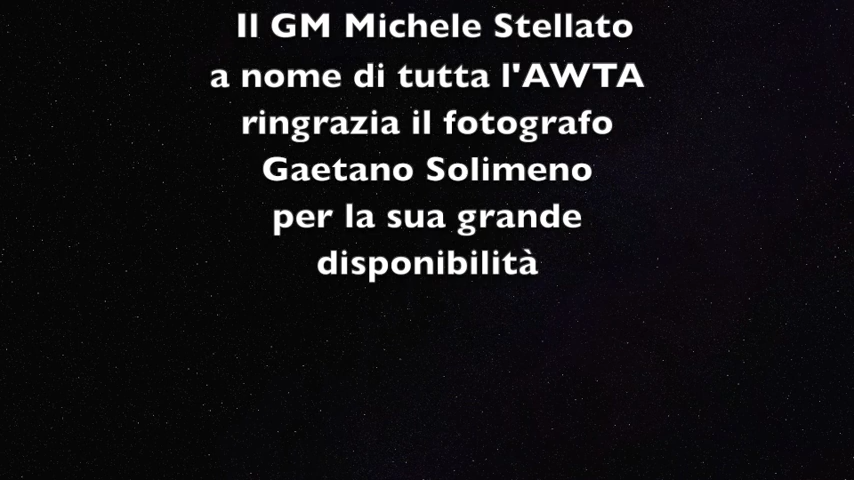 Il GM Michele Stellato
a nome di tutta l'AWTA
ringrazia il fotografo
Gaetano Solimeno
per la sua grande
disponibilità